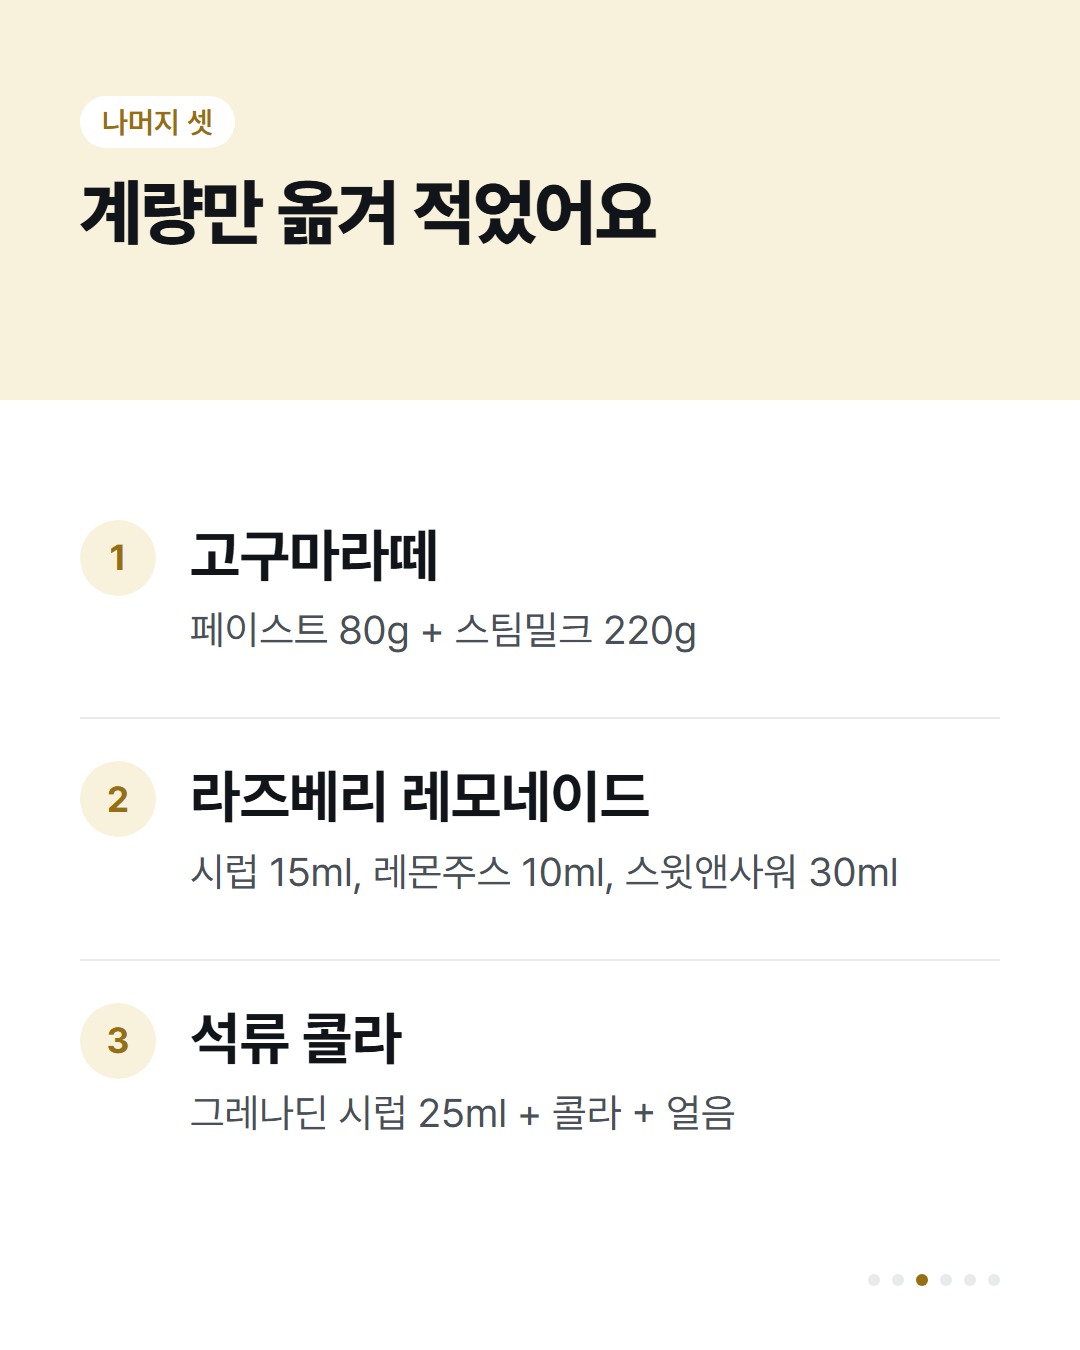 나머지 셋
계량만 옮겨 적었어요
1
고구마라떼
페이스트 80g + 스팀밀크 220g
2
라즈베리 레모네이드
시럽 15ml, 레몬주스 10ml, 스윗앤사워 30ml
3
석류 콜라
그레나딘 시럽 25ml + 콜라 + 얼음